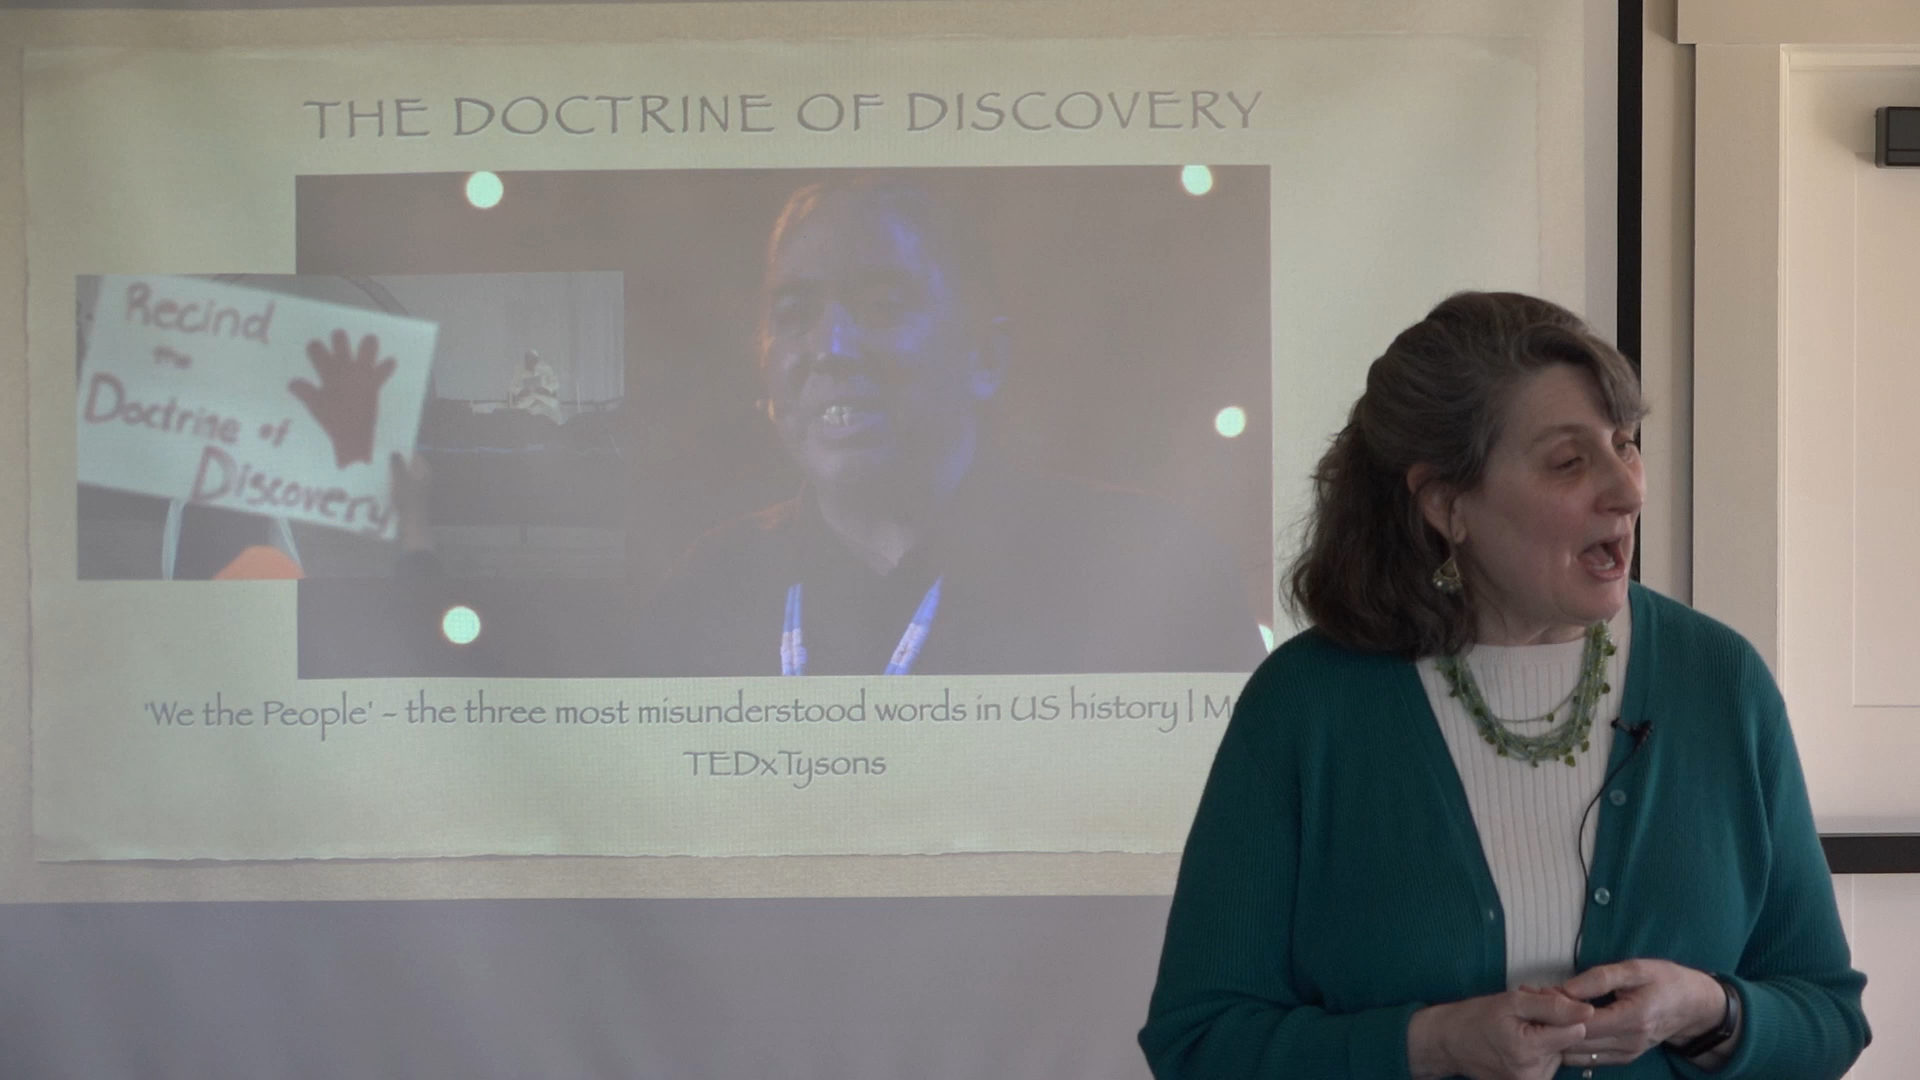 THE DOCTRINE OF DISCOVERY
Recind
the
Doctrine of
Discovery
'We the People' - the three most misunderstood words in US history |
TEDxTysons